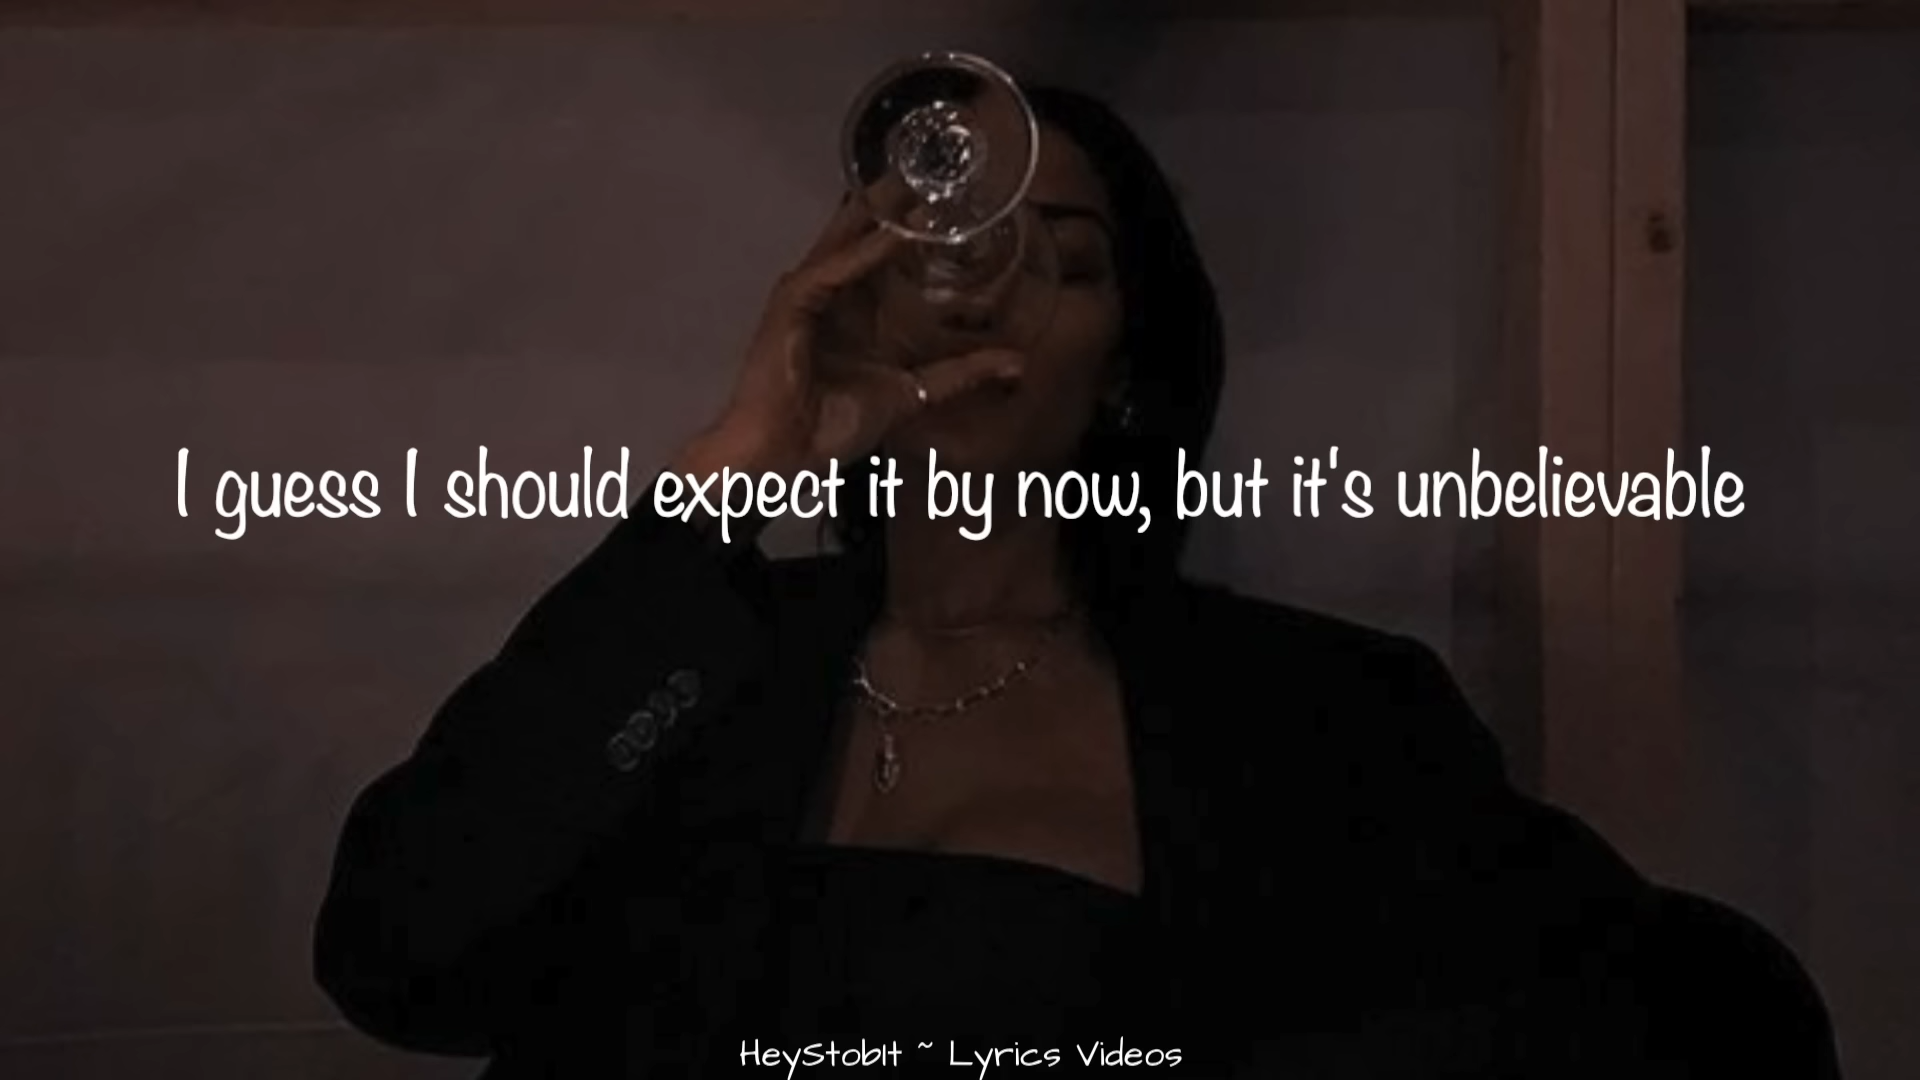 I guess I should expect it by now, but it's unbelievable
HeyStobIt ~ Lyrics Videos